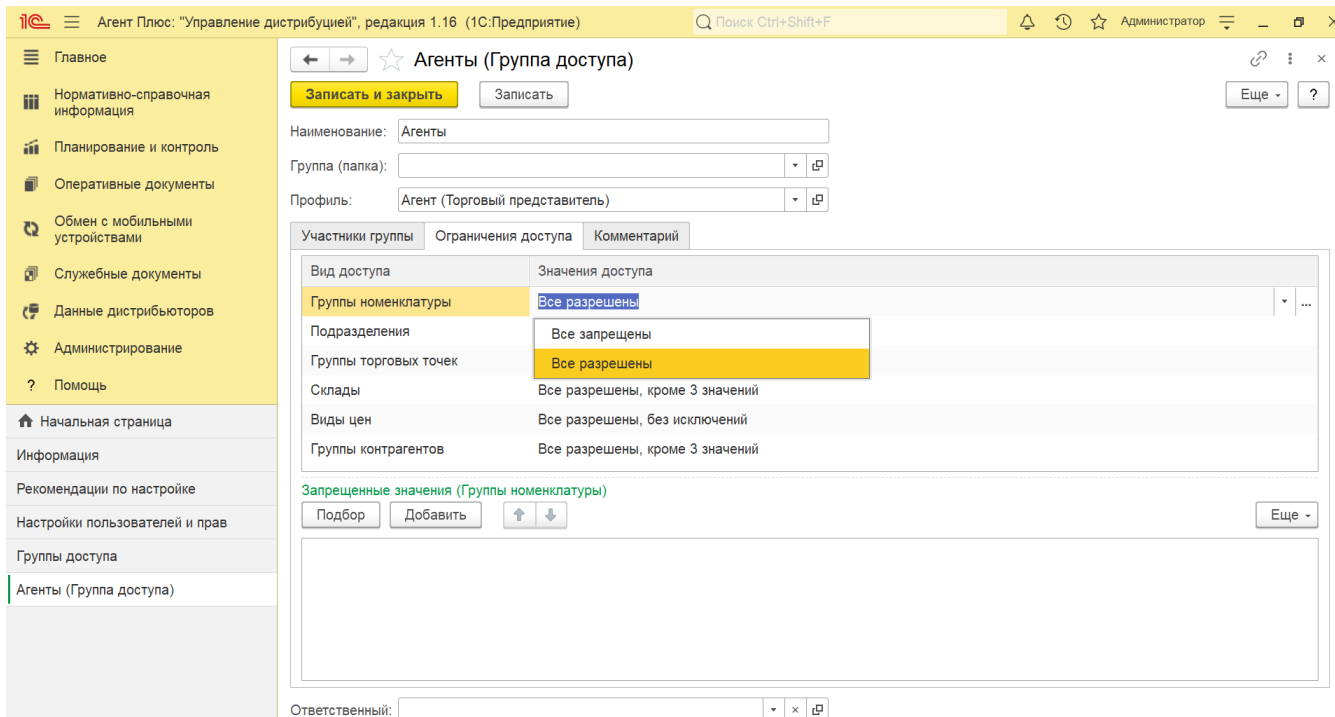 1С Агент Плюс: "Управление дистрибуцией", редакция 1.16 (1С:Предприятие) Поиск Ctrl+Shift+F Администратор
Главное
Нормативно-справочная
информация
Планирование и контроль
Оперативные документы
Обмен с мобильными
устройствами
Служебные документы
Данные дистрибьюторов
Администрирование
? Помощь
Начальная страница
Информация
Рекомендации по настройке
Настройки пользователей и прав
Группы доступа
Агенты (Группа доступа)
Агенты (Группа доступа)
Записать и закрыть Записать Еще ?
Наименование: Агенты
Группа (папка):
Профиль: Агент (Торговый представитель)
Участники группы Ограничения доступа Комментарий
Вид доступа Значения доступа
Группы номенклатуры Все разрешены ...
Подразделения Все запрещены
Группы торговых точек Все разрешены
Склады Все разрешены, кроме 3 значений
Виды цен Все разрешены, без исключений
Группы контрагентов Все разрешены, кроме 3 значений
Запрещенные значения (Группы номенклатуры)
Подбор Добавить Еще
Ответственный: